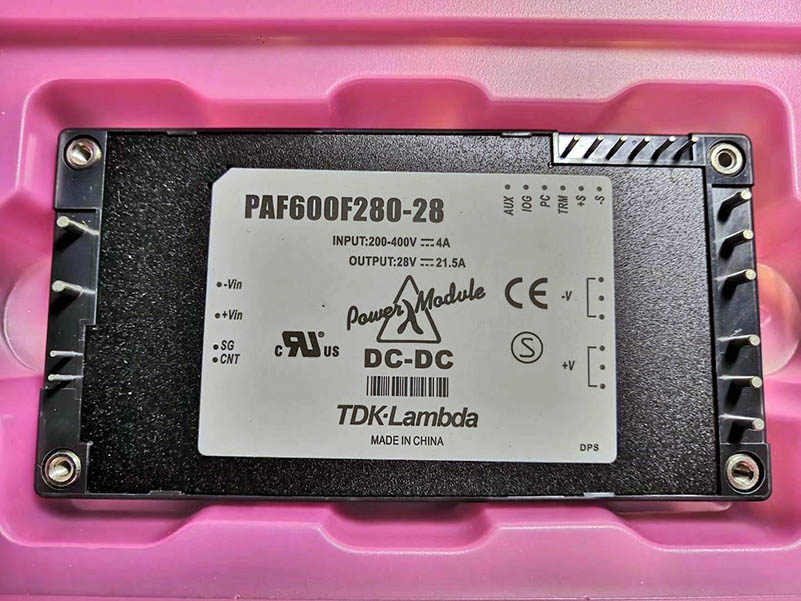 PAF600F280-28
INPUT:200-400V ⎓ 4A
OUTPUT:28V ⎓ 21.5A
AUX
IOG
PC
TRM
+S
-S
-Vin
+Vin
SG
CNT
Power Module
λ
CE
-V
c RU US
S
DC-DC
+V
TDK-Lambda
MADE IN CHINA
DPS